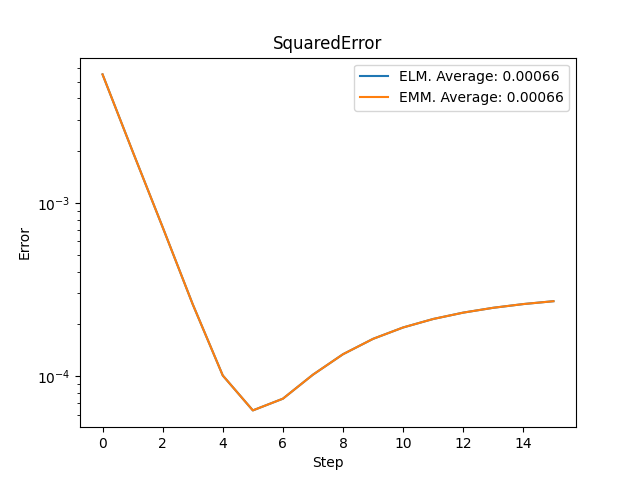 SquaredError
ELM. Average: 0.00066
EMM. Average: 0.00066
Error
10⁻³
10⁻⁴
0 2 4 6 8 10 12 14
Step